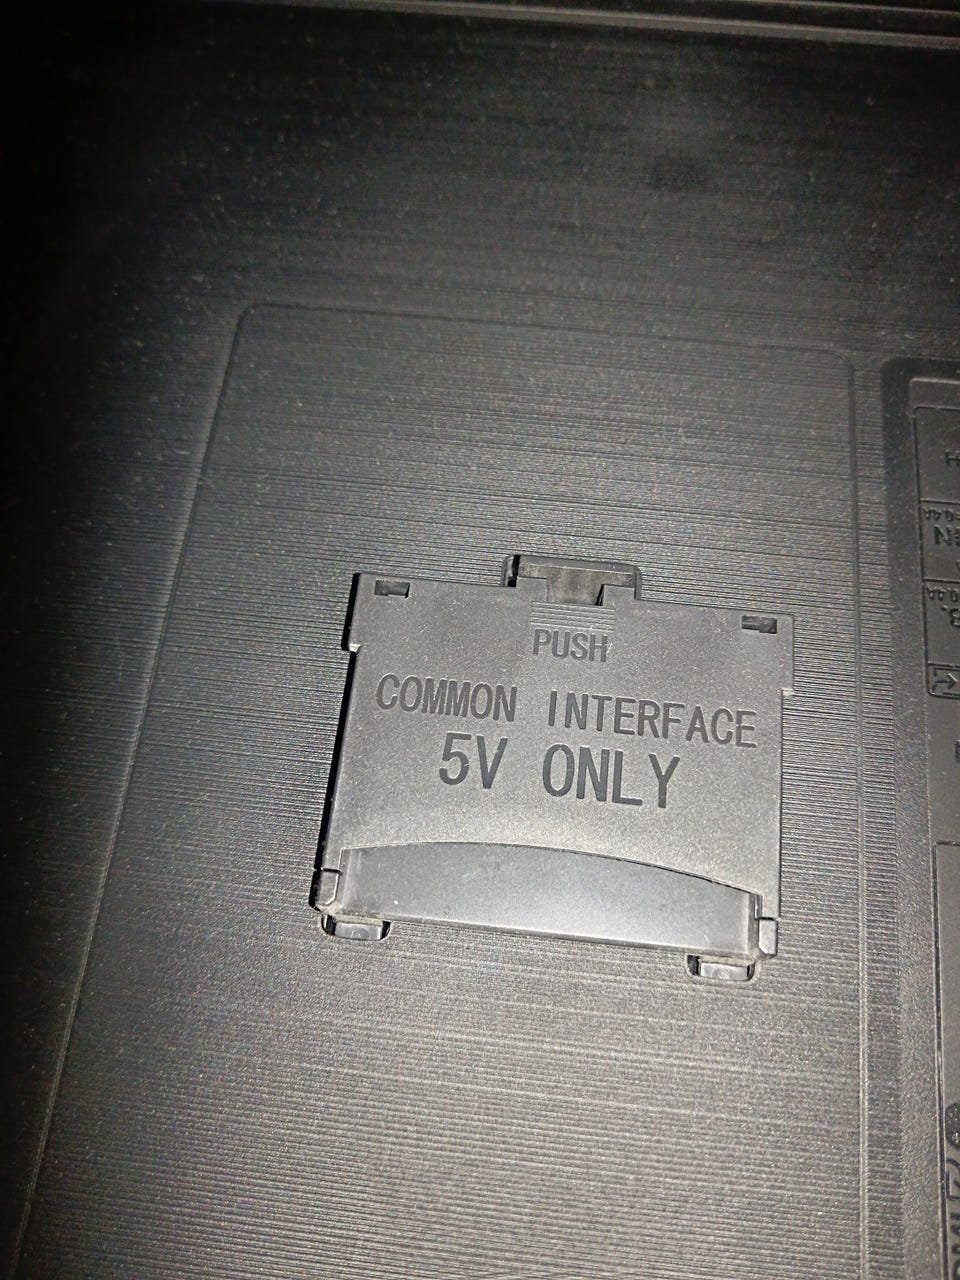 PUSH
COMMON INTERFACE
5V ONLY